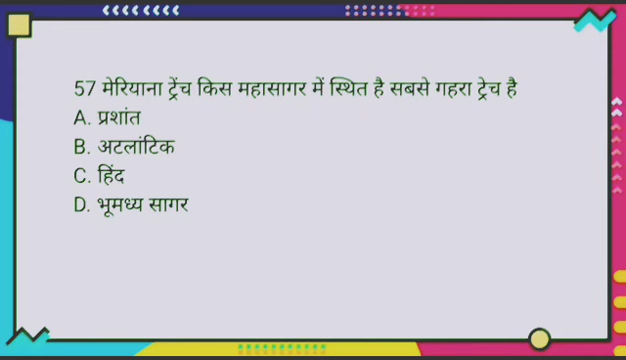 57 मेरियाना ट्रेंच किस महासागर में स्थित है सबसे गहरा ट्रेच है
A. प्रशांत
B. अटलांटिक
C. हिंद
D. भूमध्य सागर